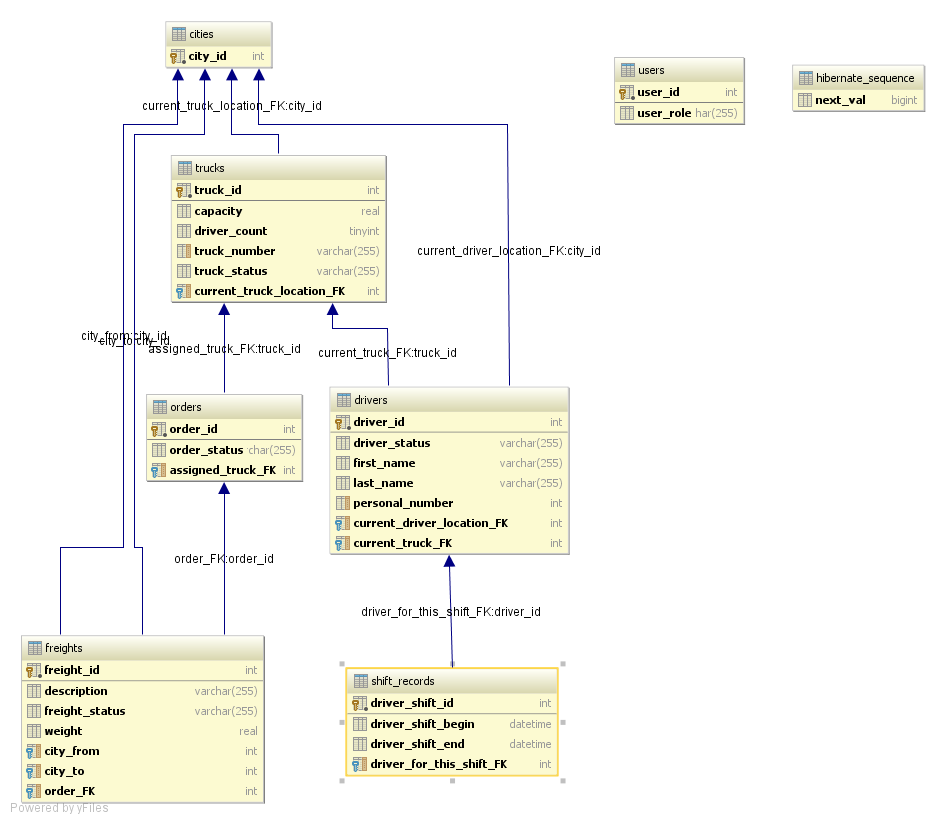 cities
city_id int
users
user_id int
user_role har(255)
hibernate_sequence
next_val bigint
current_truck_location_FK:city_id
trucks
truck_id int
capacity real
driver_count tinyint
truck_number varchar(255)
truck_status varchar(255)
current_truck_location_FK int
current_driver_location_FK:city_id
city_from:city_id
city_to:city_id
assigned_truck_FK:truck_id
current_truck_FK:truck_id
orders
order_id int
order_status char(255)
assigned_truck_FK int
drivers
driver_id int
driver_status varchar(255)
first_name varchar(255)
last_name varchar(255)
personal_number int
current_driver_location_FK int
current_truck_FK int
order_FK:order_id
driver_for_this_shift_FK:driver_id
freights
freight_id int
description varchar(255)
freight_status varchar(255)
weight real
city_from int
city_to int
order_FK int
shift_records
driver_shift_id int
driver_shift_begin datetime
driver_shift_end datetime
driver_for_this_shift_FK int
Powered by yFiles